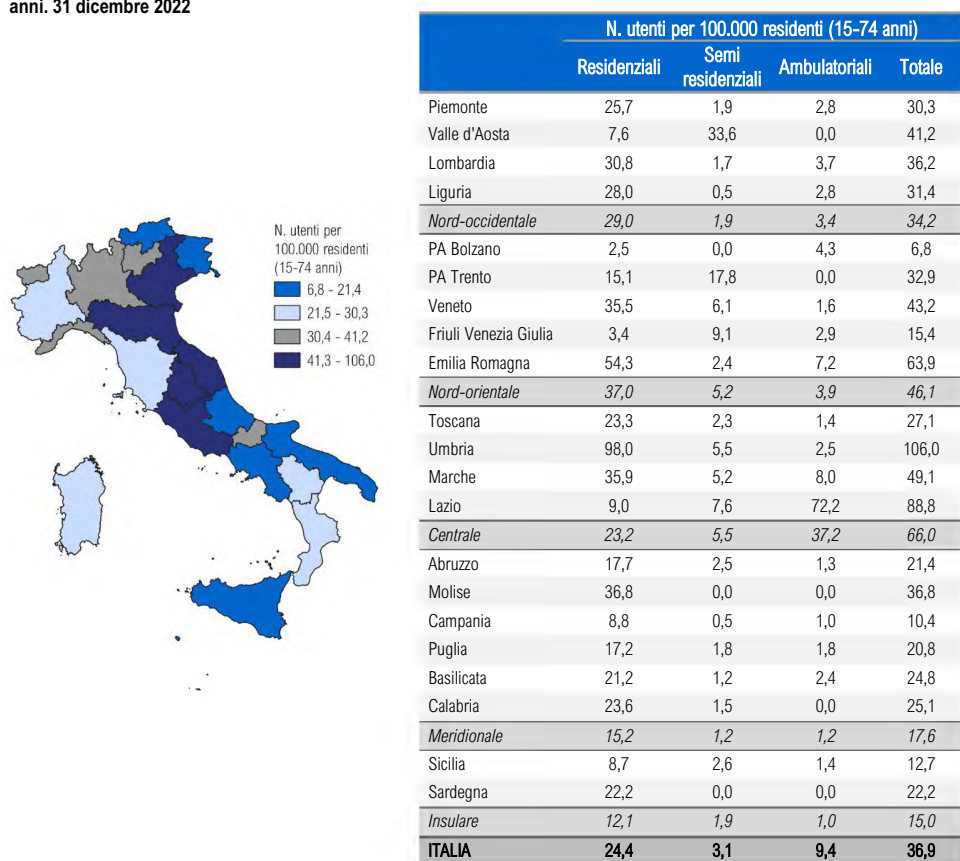 anni. 31 dicembre 2022
N. utenti per
100.000 residenti
(15-74 anni)
6,8 - 21,4
21,5 - 30,3
30,4 - 41,2
41,3 - 106,0
N. utenti per 100.000 residenti (15-74 anni)
Residenziali Semi residenziali Ambulatoriali Totale
Piemonte 25,7 1,9 2,8 30,3
Valle d'Aosta 7,6 33,6 0,0 41,2
Lombardia 30,8 1,7 3,7 36,2
Liguria 28,0 0,5 2,8 31,4
Nord-occidentale 29,0 1,9 3,4 34,2
PA Bolzano 2,5 0,0 4,3 6,8
PA Trento 15,1 17,8 0,0 32,9
Veneto 35,5 6,1 1,6 43,2
Friuli Venezia Giulia 3,4 9,1 2,9 15,4
Emilia Romagna 54,3 2,4 7,2 63,9
Nord-orientale 37,0 5,2 3,9 46,1
Toscana 23,3 2,3 1,4 27,1
Umbria 98,0 5,5 2,5 106,0
Marche 35,9 5,2 8,0 49,1
Lazio 9,0 7,6 72,2 88,8
Centrale 23,2 5,5 37,2 66,0
Abruzzo 17,7 2,5 1,3 21,4
Molise 36,8 0,0 0,0 36,8
Campania 8,8 0,5 1,0 10,4
Puglia 17,2 1,8 1,8 20,8
Basilicata 21,2 1,2 2,4 24,8
Calabria 23,6 1,5 0,0 25,1
Meridionale 15,2 1,2 1,2 17,6
Sicilia 8,7 2,6 1,4 12,7
Sardegna 22,2 0,0 0,0 22,2
Insulare 12,1 1,9 1,0 15,0
ITALIA 24,4 3,1 9,4 36,9